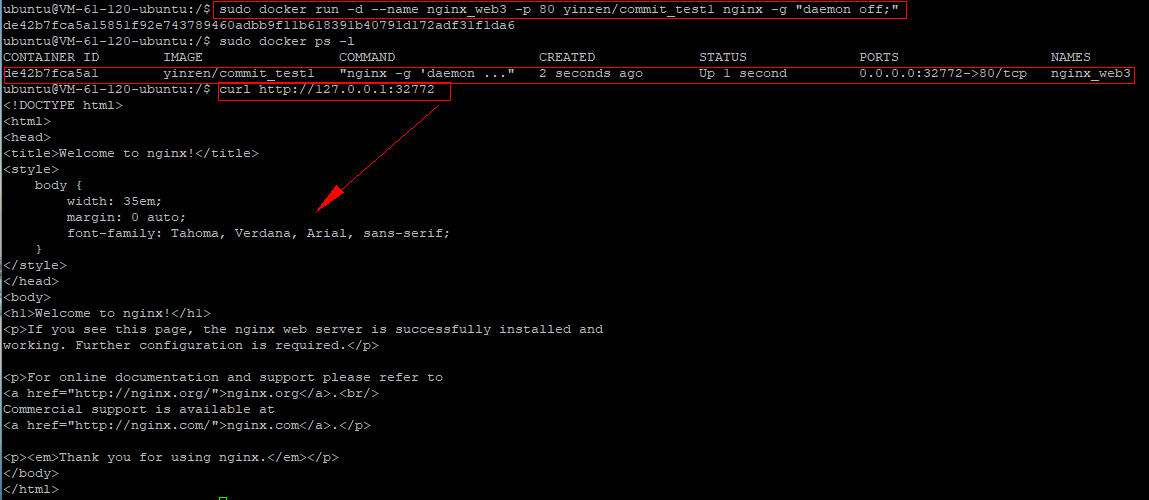 ubuntu@VM-61-120-ubuntu:/$ sudo docker run -d --name nginx_web3 -p 80 yinren/commit_test1 nginx -g "daemon off;"
de42b7fca5a15851f92e743789460adbb9f11b618391b40791d172adf31f1da6
ubuntu@VM-61-120-ubuntu:/$ sudo docker ps -l
CONTAINER ID        IMAGE                 COMMAND                  CREATED             STATUS              PORTS                   NAMES
de42b7fca5a1        yinren/commit_test1   "nginx -g 'daemon ..."   2 seconds ago       Up 1 second         0.0.0.0:32772->80/tcp   nginx_web3
ubuntu@VM-61-120-ubuntu:/$ curl http://127.0.0.1:32772
<!DOCTYPE html>
<html>
<head>
<title>Welcome to nginx!</title>
<style>
    body {
        width: 35em;
        margin: 0 auto;
        font-family: Tahoma, Verdana, Arial, sans-serif;
    }
</style>
</head>
<body>
<h1>Welcome to nginx!</h1>
<p>If you see this page, the nginx web server is successfully installed and
working. Further configuration is required.</p>

<p>For online documentation and support please refer to
<a href="http://nginx.org/">nginx.org</a>.<br/>
Commercial support is available at
<a href="http://nginx.com/">nginx.com</a>.</p>

<p><em>Thank you for using nginx.</em></p>
</body>
</html>